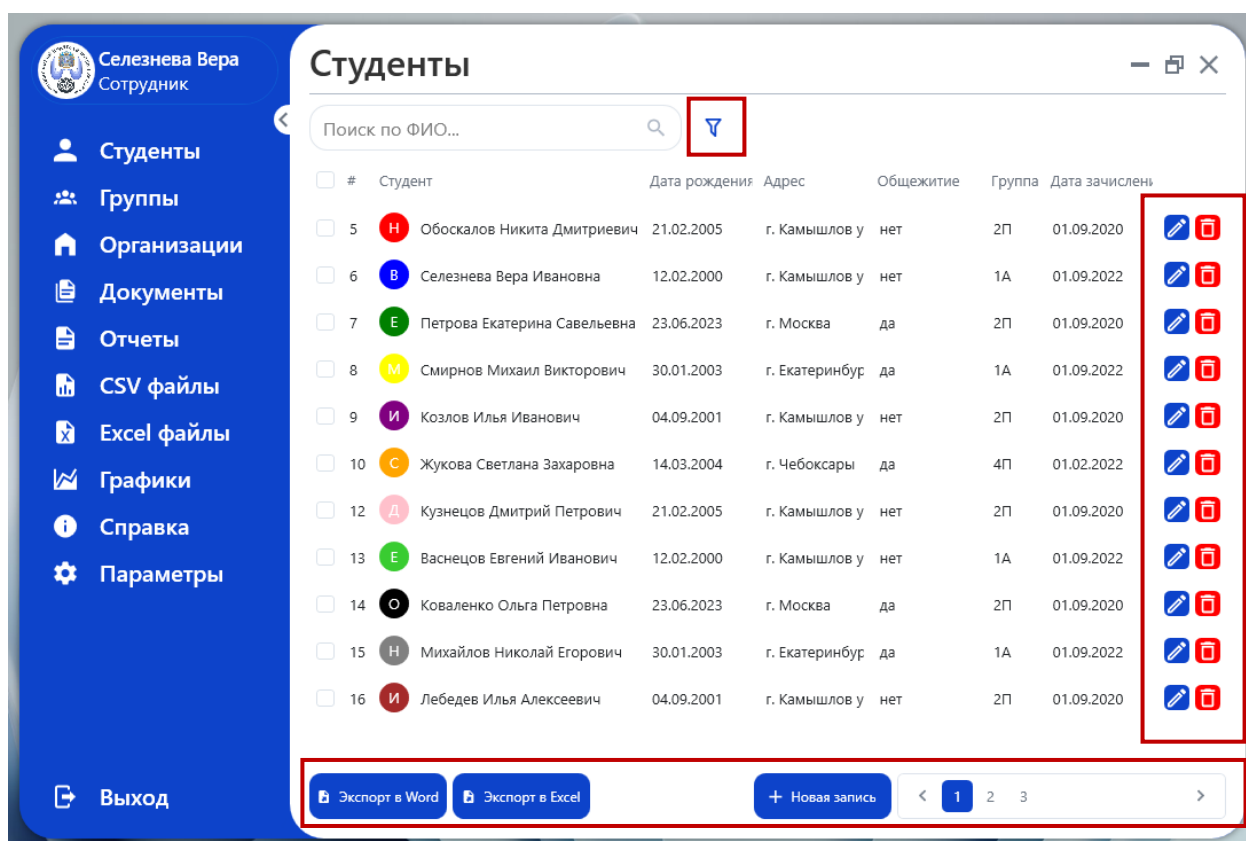 Селезнева Вера
Сотрудник
Студенты
Группы
Организации
Документы
Отчеты
CSV файлы
Excel файлы
Графики
Справка
Параметры
Выход
Студенты
Поиск по ФИО...
# Студент Дата рождения Адрес Общежитие Группа Дата зачислени
5 Н Обоскалов Никита Дмитриевич 21.02.2005 г. Камышлов у нет 2П 01.09.2020
6 В Селезнева Вера Ивановна 12.02.2000 г. Камышлов у нет 1А 01.09.2022
7 Е Петрова Екатерина Савельевна 23.06.2023 г. Москва да 2П 01.09.2020
8 М Смирнов Михаил Викторович 30.01.2003 г. Екатеринбур да 1А 01.09.2022
9 И Козлов Илья Иванович 04.09.2001 г. Камышлов у нет 2П 01.09.2020
10 С Жукова Светлана Захаровна 14.03.2004 г. Чебоксары да 4П 01.02.2022
12 Д Кузнецов Дмитрий Петрович 21.02.2005 г. Камышлов у нет 2П 01.09.2020
13 Е Васнецов Евгений Иванович 12.02.2000 г. Камышлов у нет 1А 01.09.2022
14 О Коваленко Ольга Петровна 23.06.2023 г. Москва да 2П 01.09.2020
15 Н Михайлов Николай Егорович 30.01.2003 г. Екатеринбур да 1А 01.09.2022
16 И Лебедев Илья Алексеевич 04.09.2001 г. Камышлов у нет 2П 01.09.2020
Экспорт в Word Экспорт в Excel + Новая запись < 1 2 3 >